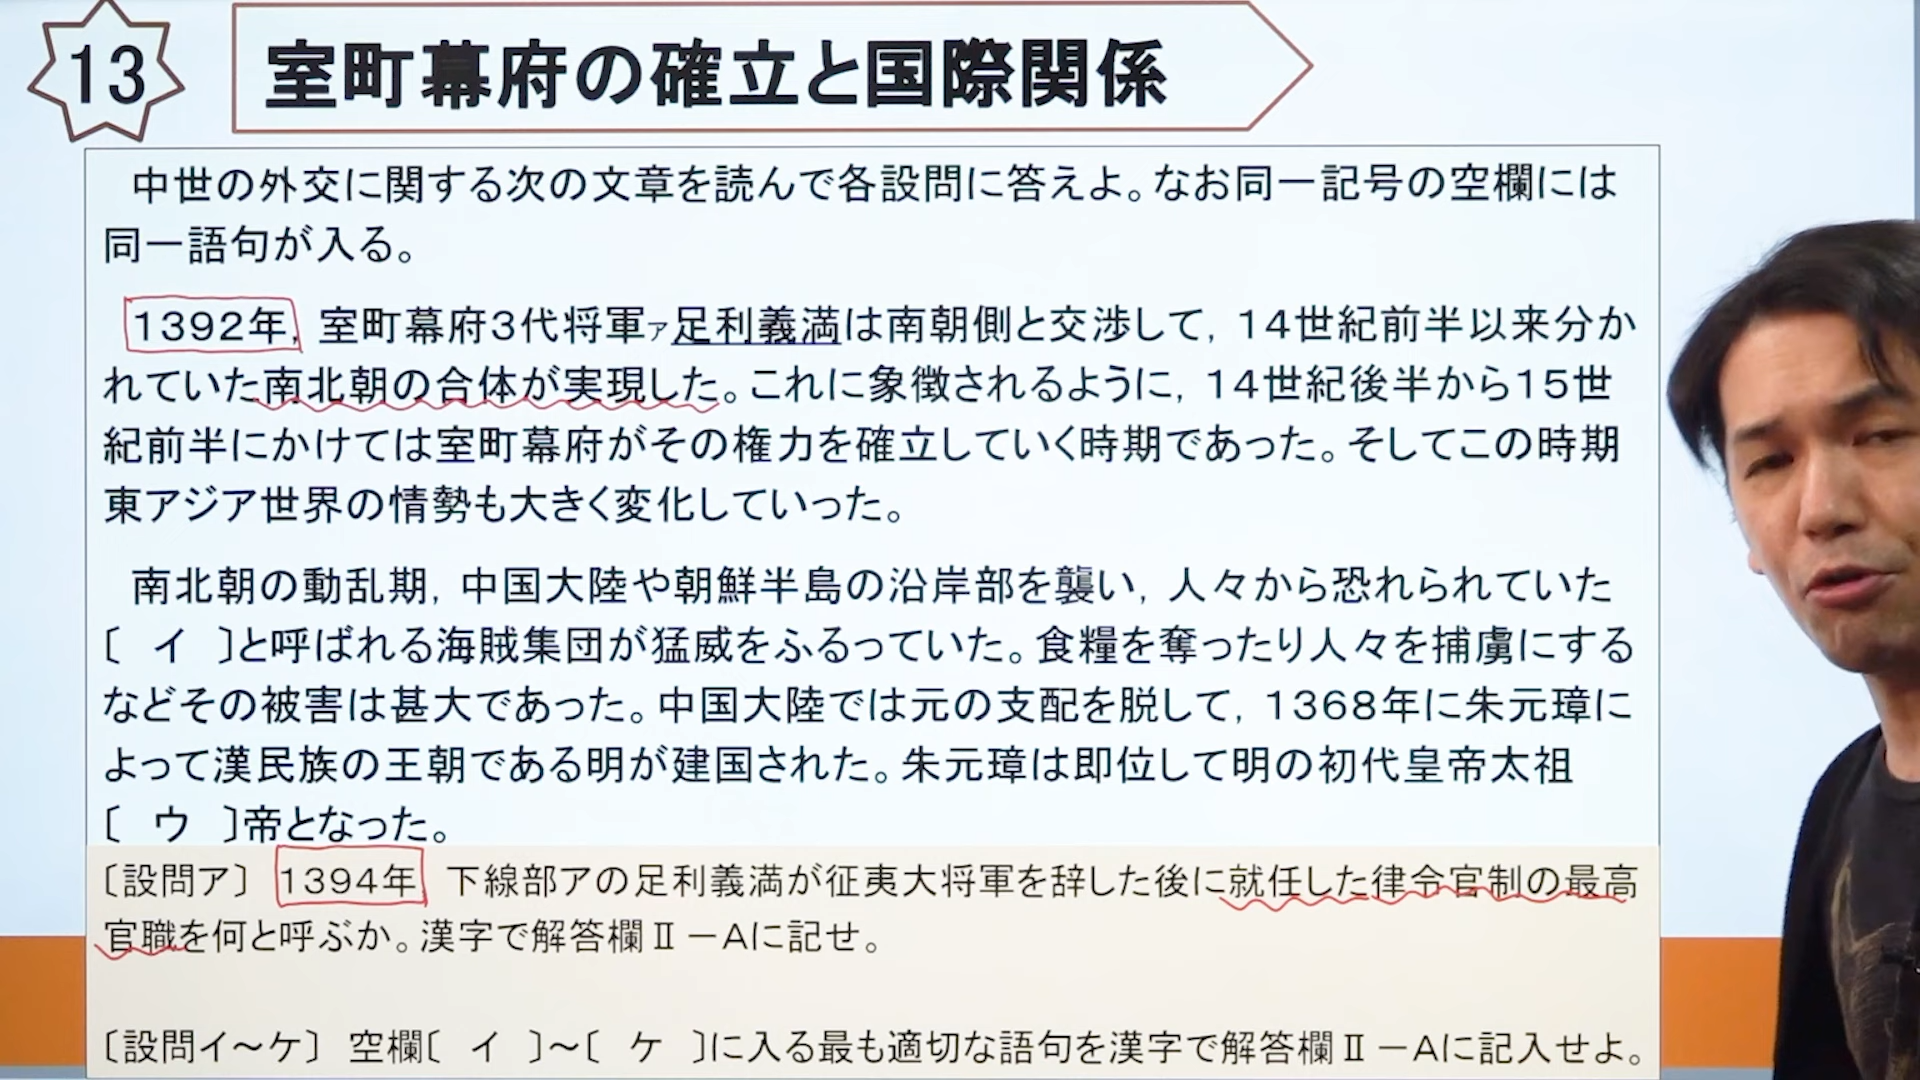 13
室町幕府の確立と国際関係
中世の外交に関する次の文章を読んで各設問に答えよ。なお同一記号の空欄には
同一語句が入る。
1392年，室町幕府3代将軍ア足利義満は南朝側と交渉して，14世紀前半以来分か
れていた南北朝の合体が実現した。これに象徴されるように，14世紀後半から15世
紀前半にかけては室町幕府がその権力を確立していく時期であった。そしてこの時期
東アジア世界の情勢も大きく変化していった。
南北朝の動乱期，中国大陸や朝鮮半島の沿岸部を襲い，人々から恐れられていた
〔　イ　〕と呼ばれる海賊集団が猛威をふるっていた。食糧を奪ったり人々を捕虜にする
などその被害は甚大であった。中国大陸では元の支配を脱して，1368年に朱元璋に
よって漢民族の王朝である明が建国された。朱元璋は即位して明の初代皇帝太祖
〔　ウ　〕帝となった。
〔設問ア〕　1394年，下線部アの足利義満が征夷大将軍を辞した後に就任した律令官制の最高
官職を何と呼ぶか。漢字で解答欄Ⅱ－Aに記せ。
〔設問イ～ケ〕　空欄〔　イ　〕～〔　ケ　〕に入る最も適切な語句を漢字で解答欄Ⅱ－Aに記入せよ。